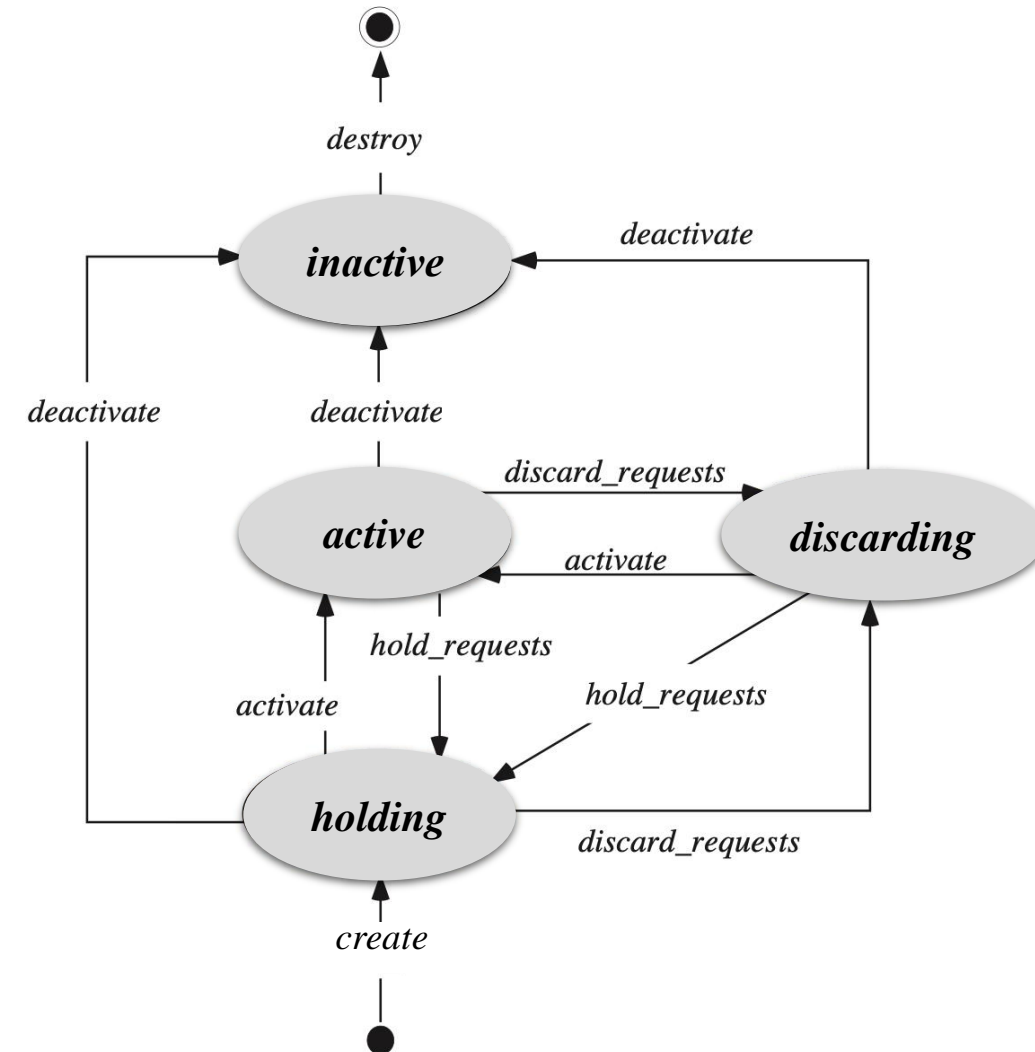 destroy
deactivate
inactive
deactivate
deactivate
discard_requests
active
discarding
activate
hold_requests
hold_requests
activate
holding
discard_requests
create